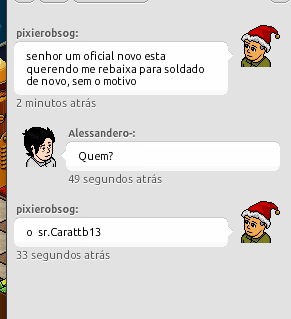 pixierobsog:
senhor um oficial novo esta
querendo me rebaixa para soldado
de novo, sem o motivo
2 minutos atrás
Alessandero-:
Quem?
49 segundos atrás
pixierobsog:
o sr.Carattb13
33 segundos atrás